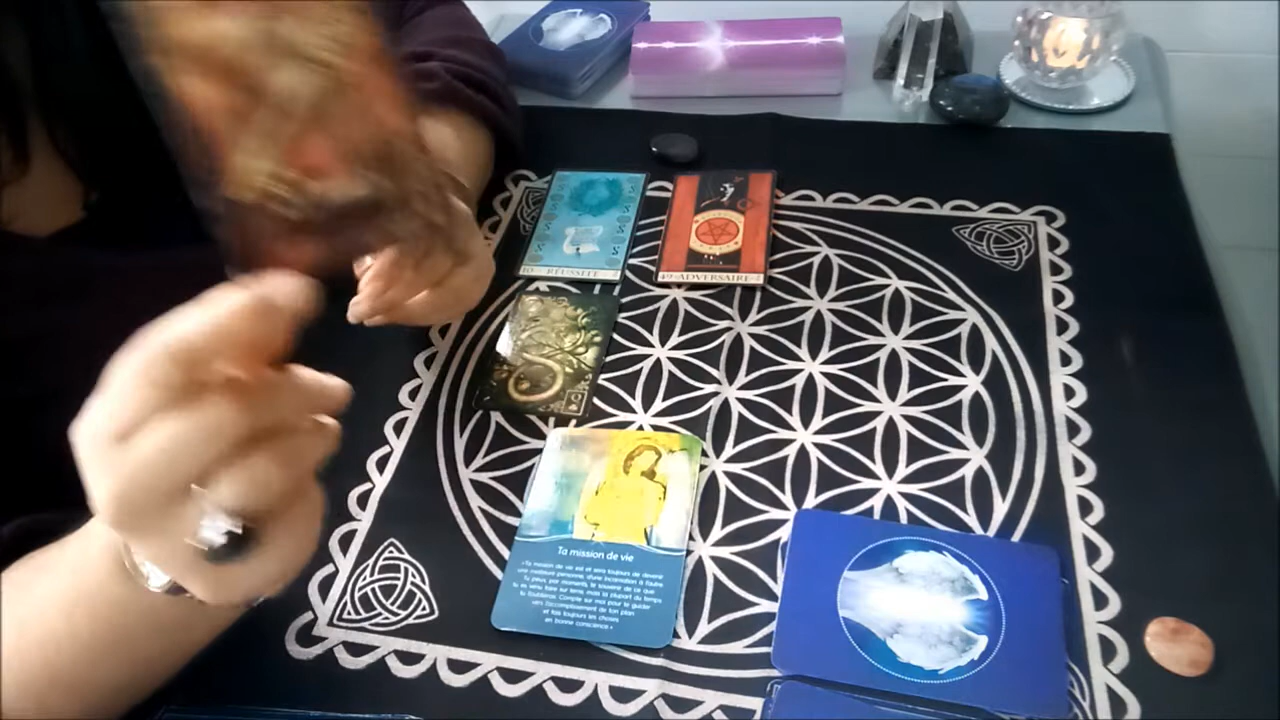 10 RÉUSSITE
49 ADVERSAIRE
Ta mission de vie
«Ta mission de vie est et sera toujours de devenir
une meilleure personne, d'une incarnation à l'autre.
Tu peux, par moments, te souvenir de ce que
tu es venu faire sur terre, mais la plupart du temps
tu l'oublieras. Compte sur moi pour te guider
vers l'accomplissement de ton plan
et fais toujours les choses
en bonne conscience.»